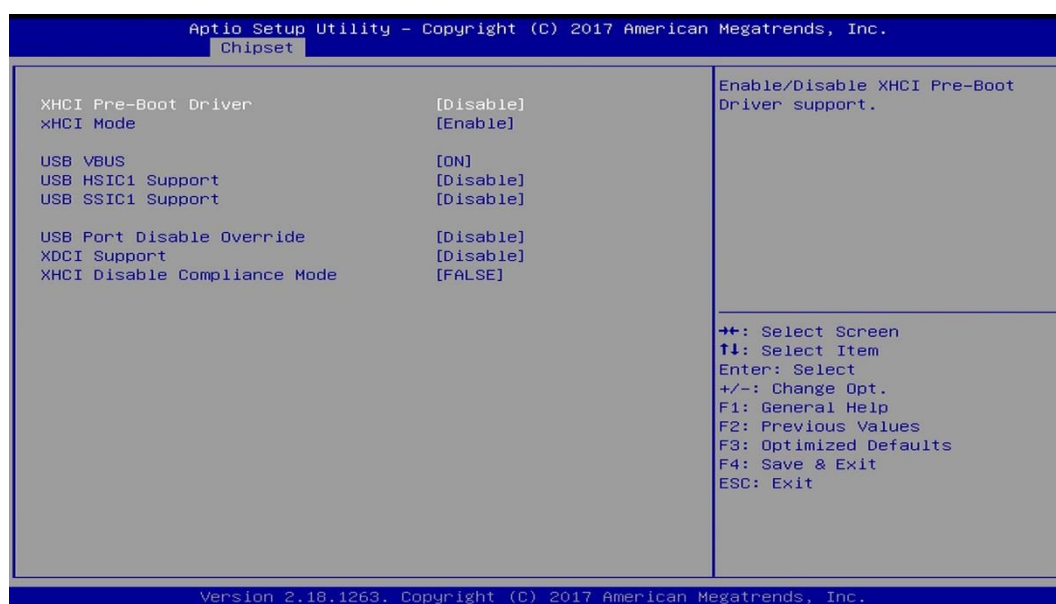 Aptio Setup Utility – Copyright (C) 2017 American Megatrends, Inc.
Chipset
XHCI Pre-Boot Driver [Disable]
xHCI Mode [Enable]
USB VBUS [ON]
USB HSIC1 Support [Disable]
USB SSIC1 Support [Disable]
USB Port Disable Override [Disable]
XDCI Support [Disable]
XHCI Disable Compliance Mode [FALSE]
Enable/Disable XHCI Pre-Boot
Driver support.
→←: Select Screen
↑↓: Select Item
Enter: Select
+/-: Change Opt.
F1: General Help
F2: Previous Values
F3: Optimized Defaults
F4: Save & Exit
ESC: Exit
Version 2.18.1263. Copyright (C) 2017 American Megatrends, Inc.